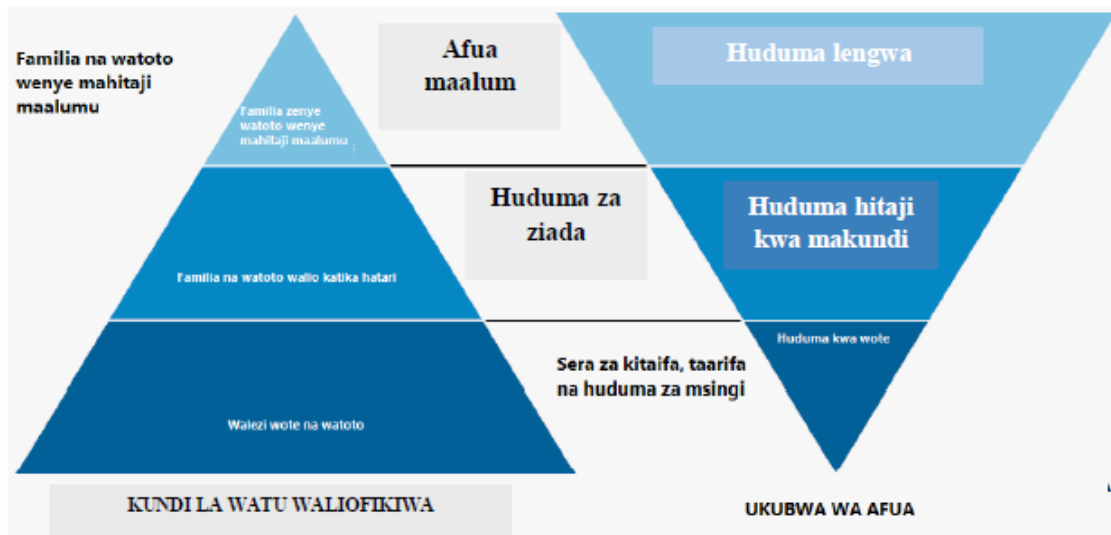 Familia na watoto
wenye mahitaji
maalumu
Familia zenye
watoto wenye
mahitaji maalumu
Afua
maalum
Huduma lengwa
Familia na watoto walio katika hatari
Huduma za
ziada
Huduma hitaji
kwa makundi
Walezi wote na watoto
Sera za kitaifa, taarifa
na huduma za msingi
Huduma kwa wote
KUNDI LA WATU WALIOFIKIWA
UKUBWA WA AFUA